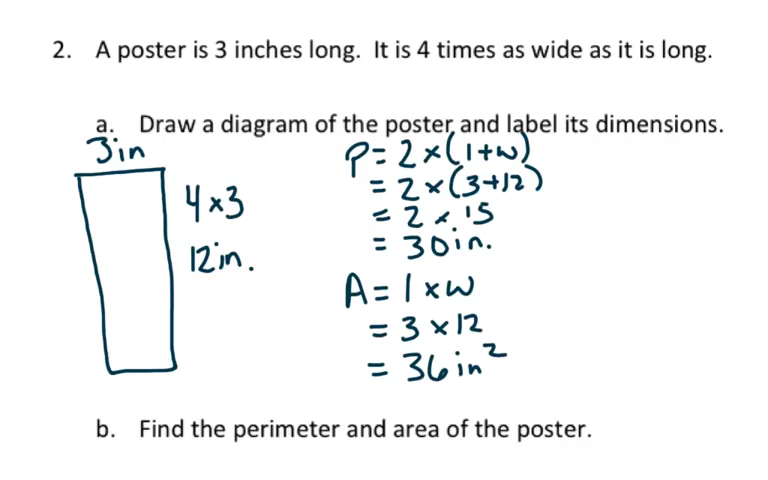 2. A poster is 3 inches long. It is 4 times as wide as it is long.
a. Draw a diagram of the poster and label its dimensions.
3in
4 x 3
12in.
P = 2 x (l + w)
= 2 x (3+12)
= 2 x 15
= 30in.
A = l x w
= 3 x 12
= 36in²
b. Find the perimeter and area of the poster.